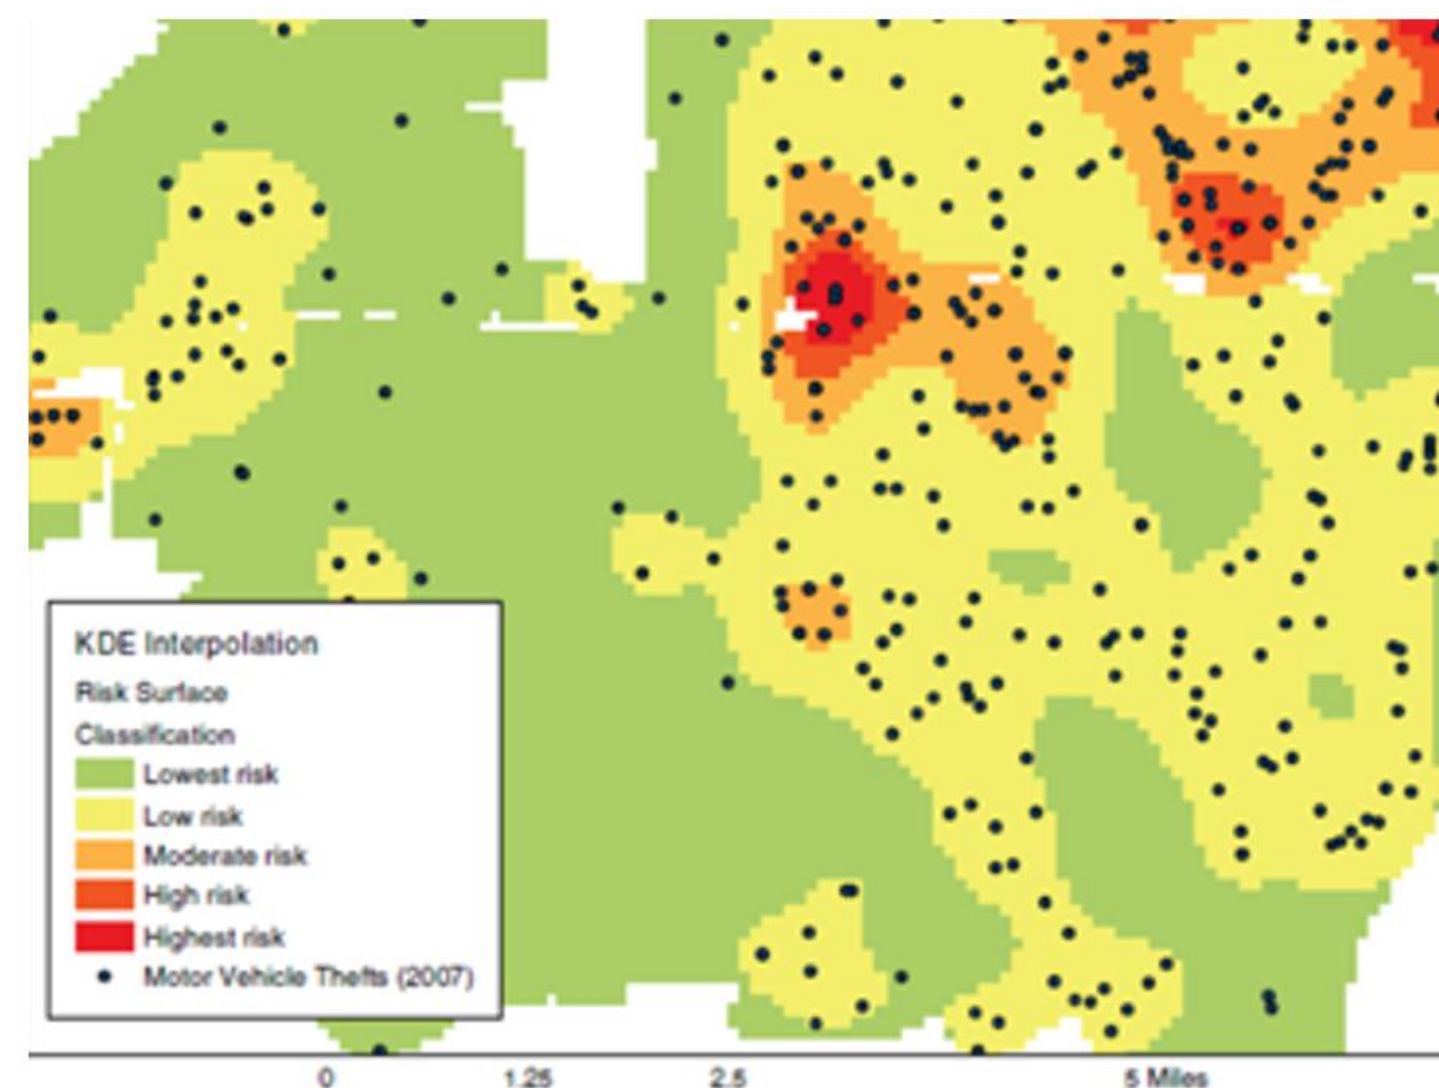 KDE Interpolation
Risk Surface
Classification
Lowest risk
Low risk
Moderate risk
High risk
Highest risk
Motor Vehicle Thefts (2007)
0 1.25 2.5 5 Miles